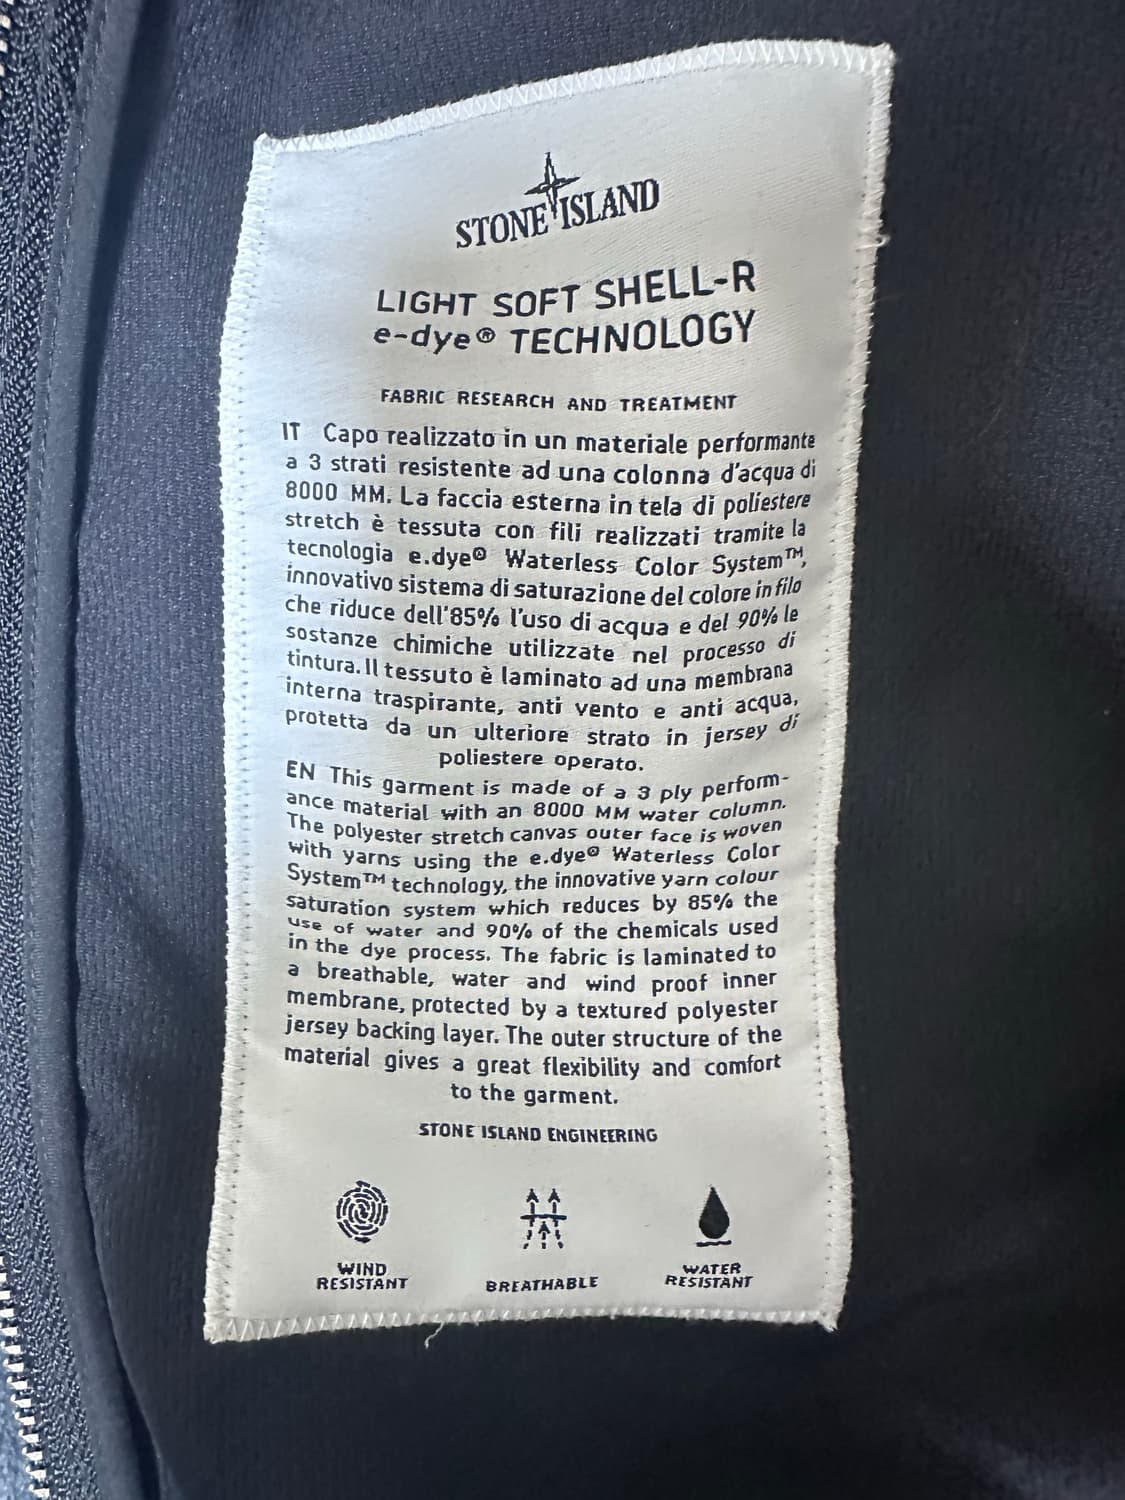 STONE ISLAND
LIGHT SOFT SHELL-R
e-dye® TECHNOLOGY
FABRIC RESEARCH AND TREATMENT
IT Capo realizzato in un materiale performante
a 3 strati resistente ad una colonna d'acqua di
8000 MM. La faccia esterna in tela di poliestere
stretch è tessuta con fili realizzati tramite la
tecnologia e.dye® Waterless Color System™,
innovativo sistema di saturazione del colore in filo
che riduce dell'85% l'uso di acqua e del 90% le
sostanze chimiche utilizzate nel processo di
tintura. Il tessuto è laminato ad una membrana
interna traspirante, anti vento e anti acqua,
protetta da un ulteriore strato in jersey di
poliestere operato.
EN This garment is made of a 3 ply perform-
ance material with an 8000 MM water column.
The polyester stretch canvas outer face is woven
with yarns using the e.dye® Waterless Color
System™ technology, the innovative yarn colour
saturation system which reduces by 85% the
use of water and 90% of the chemicals used
in the dye process. The fabric is laminated to
a breathable, water and wind proof inner
membrane, protected by a textured polyester
jersey backing layer. The outer structure of the
material gives a great flexibility and comfort
to the garment.
STONE ISLAND ENGINEERING
WIND
RESISTANT
BREATHABLE
WATER
RESISTANT